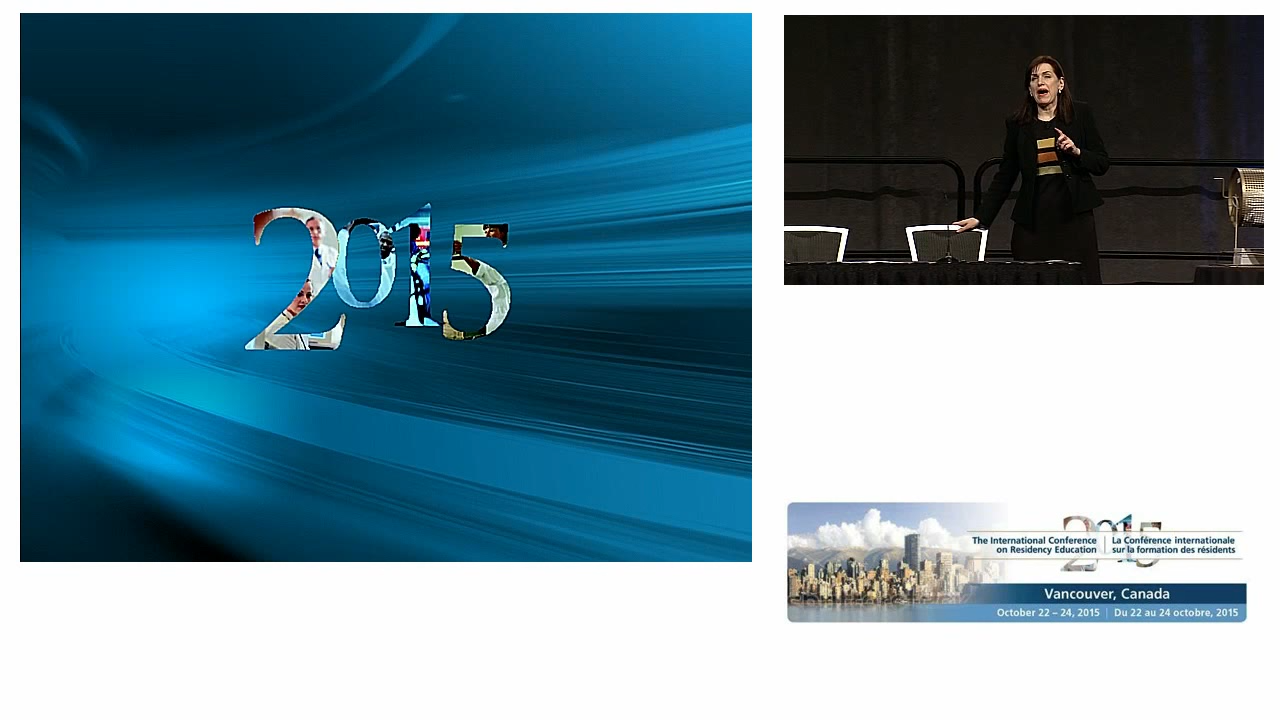 2015
2015
The International Conference
on Residency Education
La Conférence internationale
sur la formation des résidents
Vancouver, Canada
October 22 – 24, 2015 | Du 22 au 24 octobre, 2015